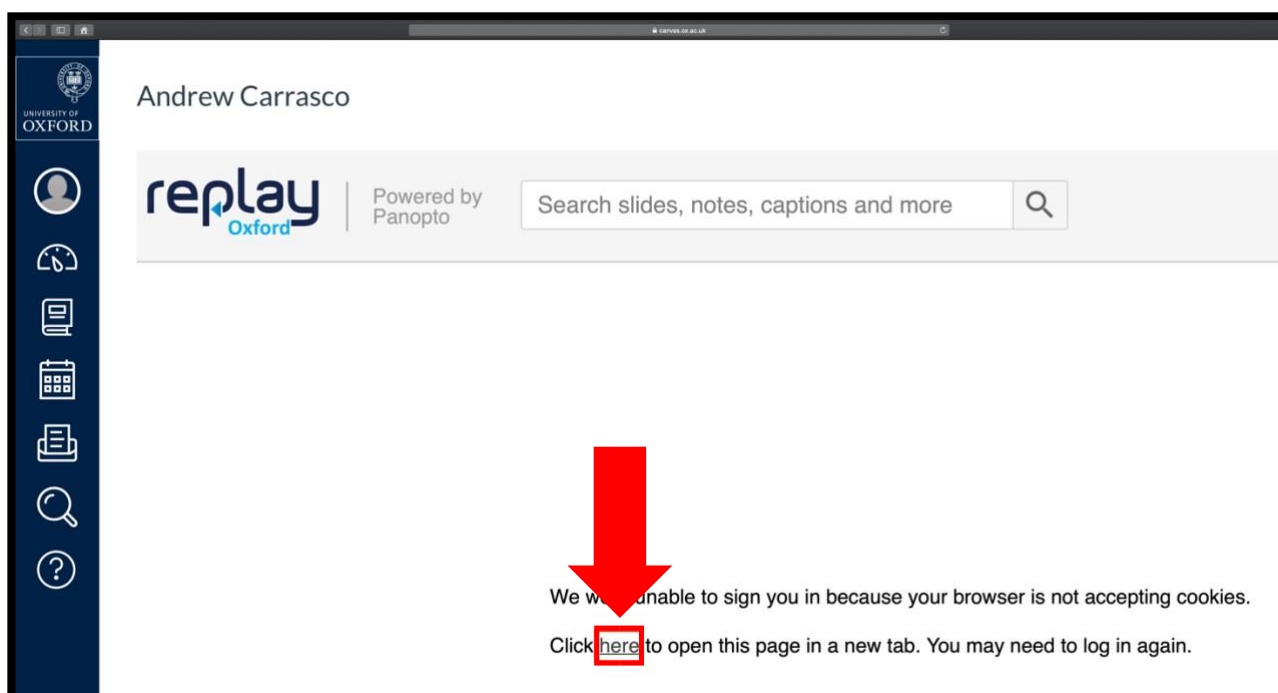 canvas.ox.ac.uk
UNIVERSITY OF
OXFORD
Andrew Carrasco
replay
Oxford
Powered by
Panopto
Search slides, notes, captions and more
We unable to sign you in because your browser is not accepting cookies.
Click here to open this page in a new tab. You may need to log in again.